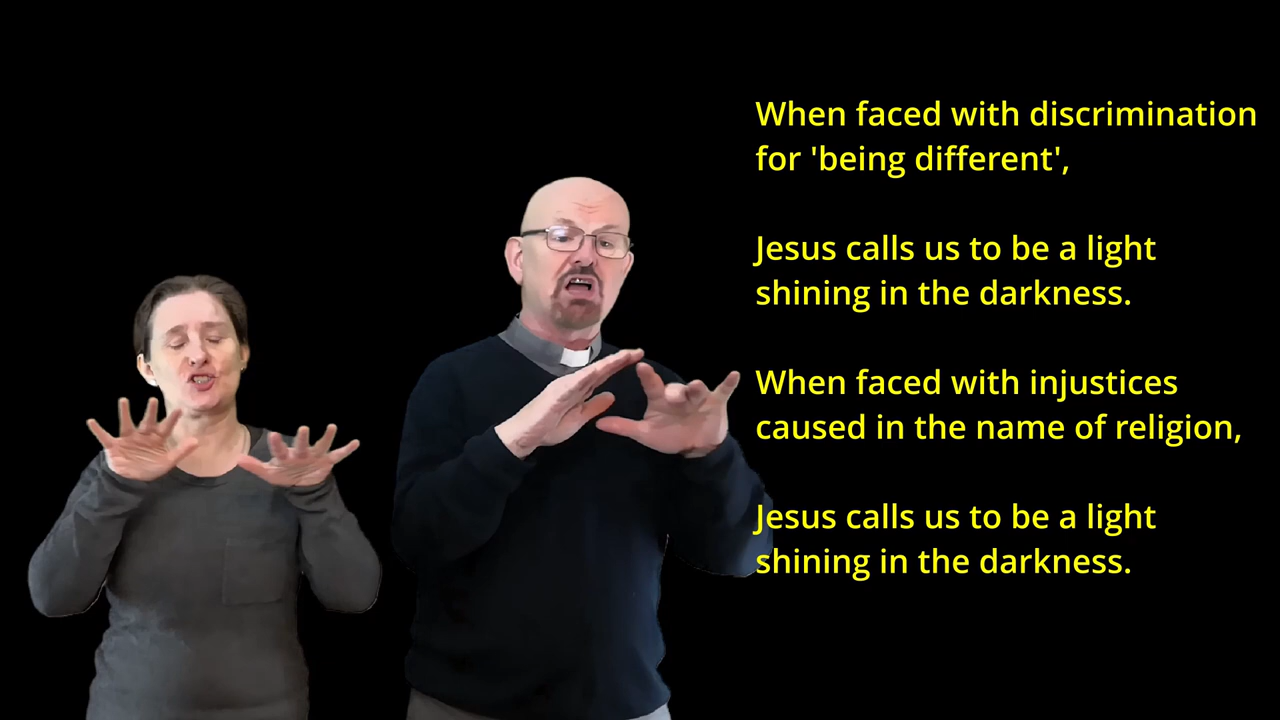 When faced with discrimination
for 'being different',
Jesus calls us to be a light
shining in the darkness.
When faced with injustices
caused in the name of religion,
Jesus calls us to be a light
shining in the darkness.